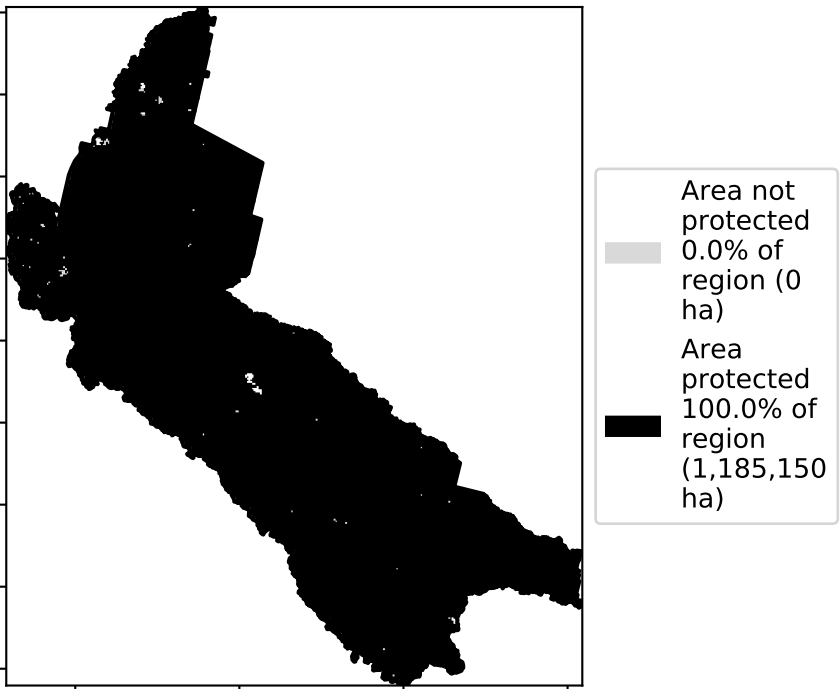 Area not
protected
0.0% of
region (0
ha)
Area
protected
100.0% of
region
(1,185,150
ha)